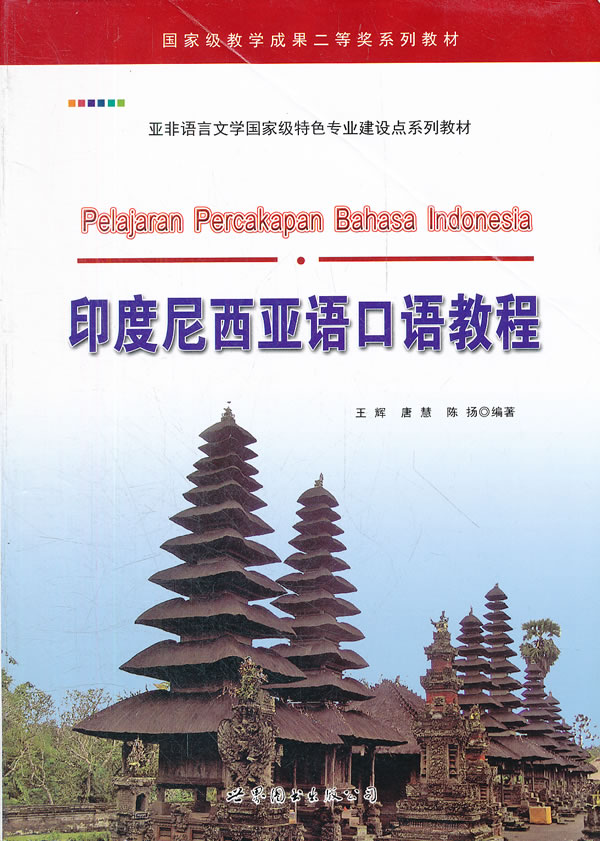 国家级教学成果二等奖系列教材
亚非语言文学国家级特色专业建设点系列教材
Pelajaran Percakapan Bahasa Indonesia
印度尼西亚语口语教程
王 辉 唐 慧 陈 扬◎编著
世界图书出版公司